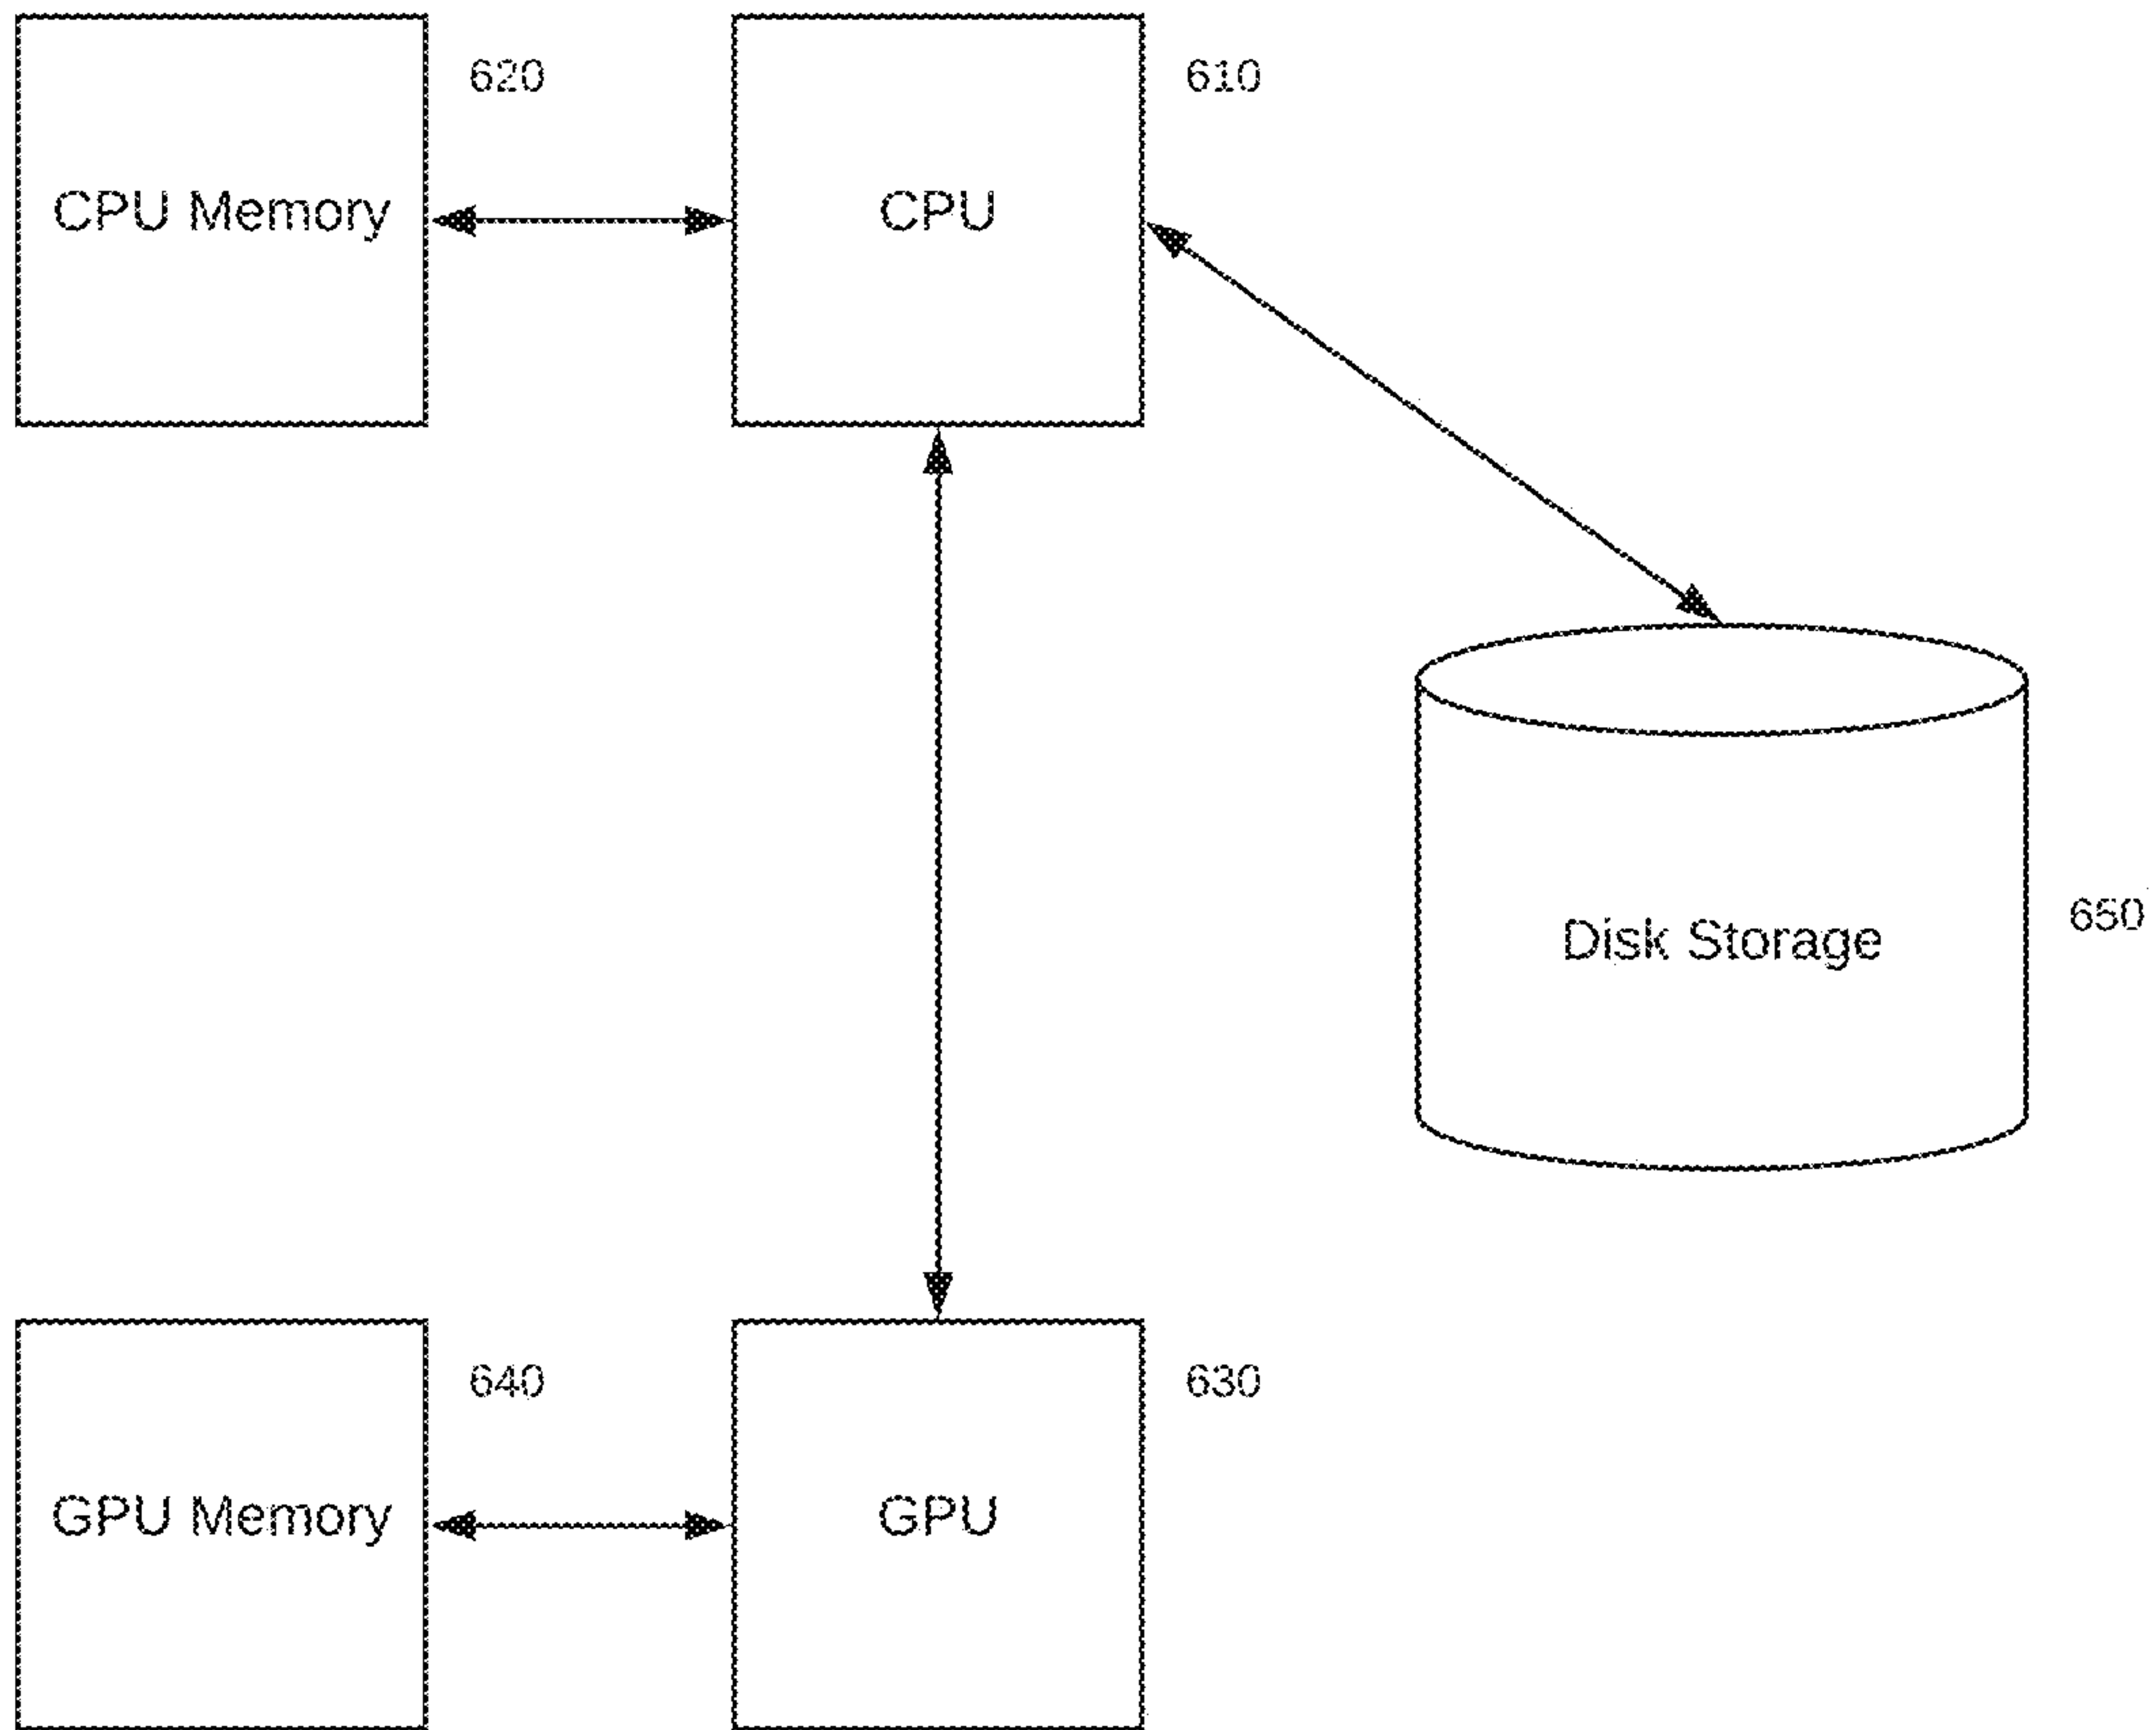 620
610
CPU Memory
CPU
650
Disk Storage
640
630
GPU Memory
GPU